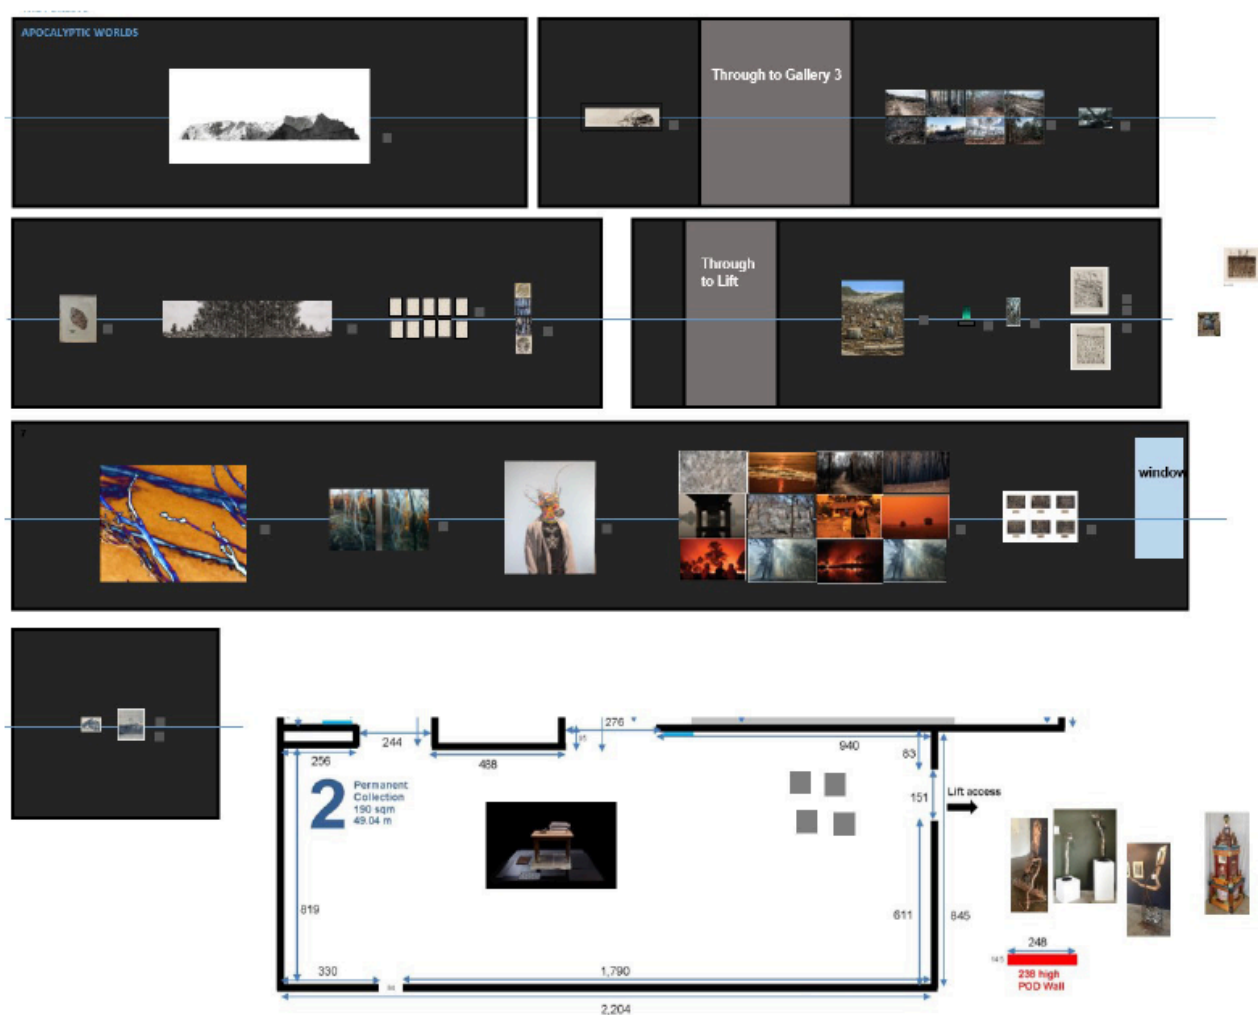 APOCALYPTIC WORLDS
Through to Gallery 3
Through
to Lift
7
window
276
244
940
83
256
488
2
Permanent
Collection
190 sqm
49.04 m
151
Lift access
819
611
845
248
330
1,790
238 high
POD Wall
2,204